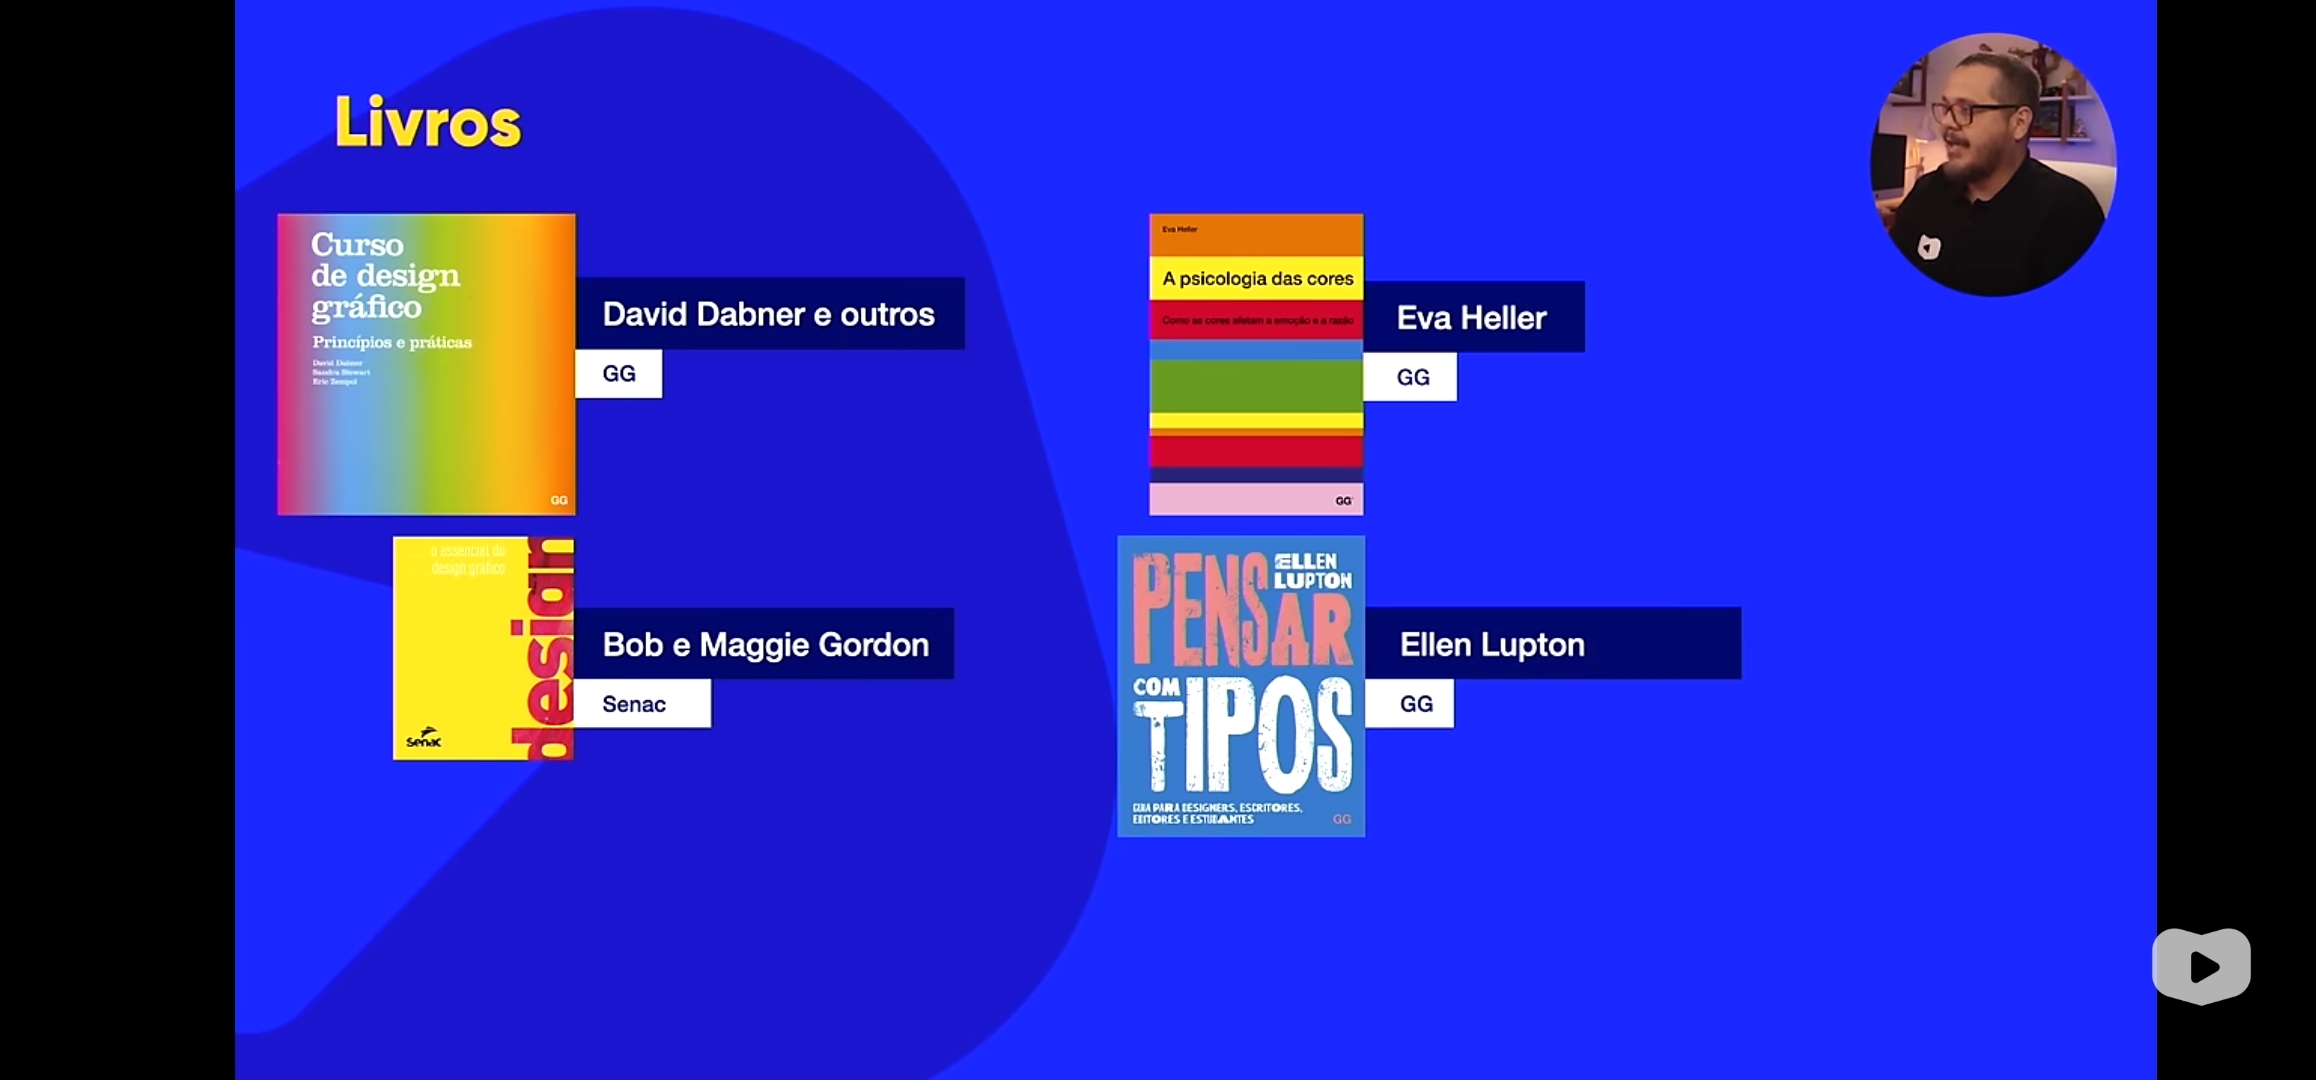 Livros
Curso
de design
gráfico
Princípios e práticas
David Dabner
Sandra Stewart
Eric Zempol
GG
David Dabner e outros
GG
Eva Heller
A psicologia das cores
Como as cores afetam a emoção e a razão
GG
Eva Heller
GG
o essencial do
design gráfico
design
senac
Bob e Maggie Gordon
Senac
PENSAR
ELLEN
LUPTON
COM
TIPOS
GUIA PARA DESIGNERS, ESCRITORES,
EDITORES E ESTUDANTES
GG
Ellen Lupton
GG